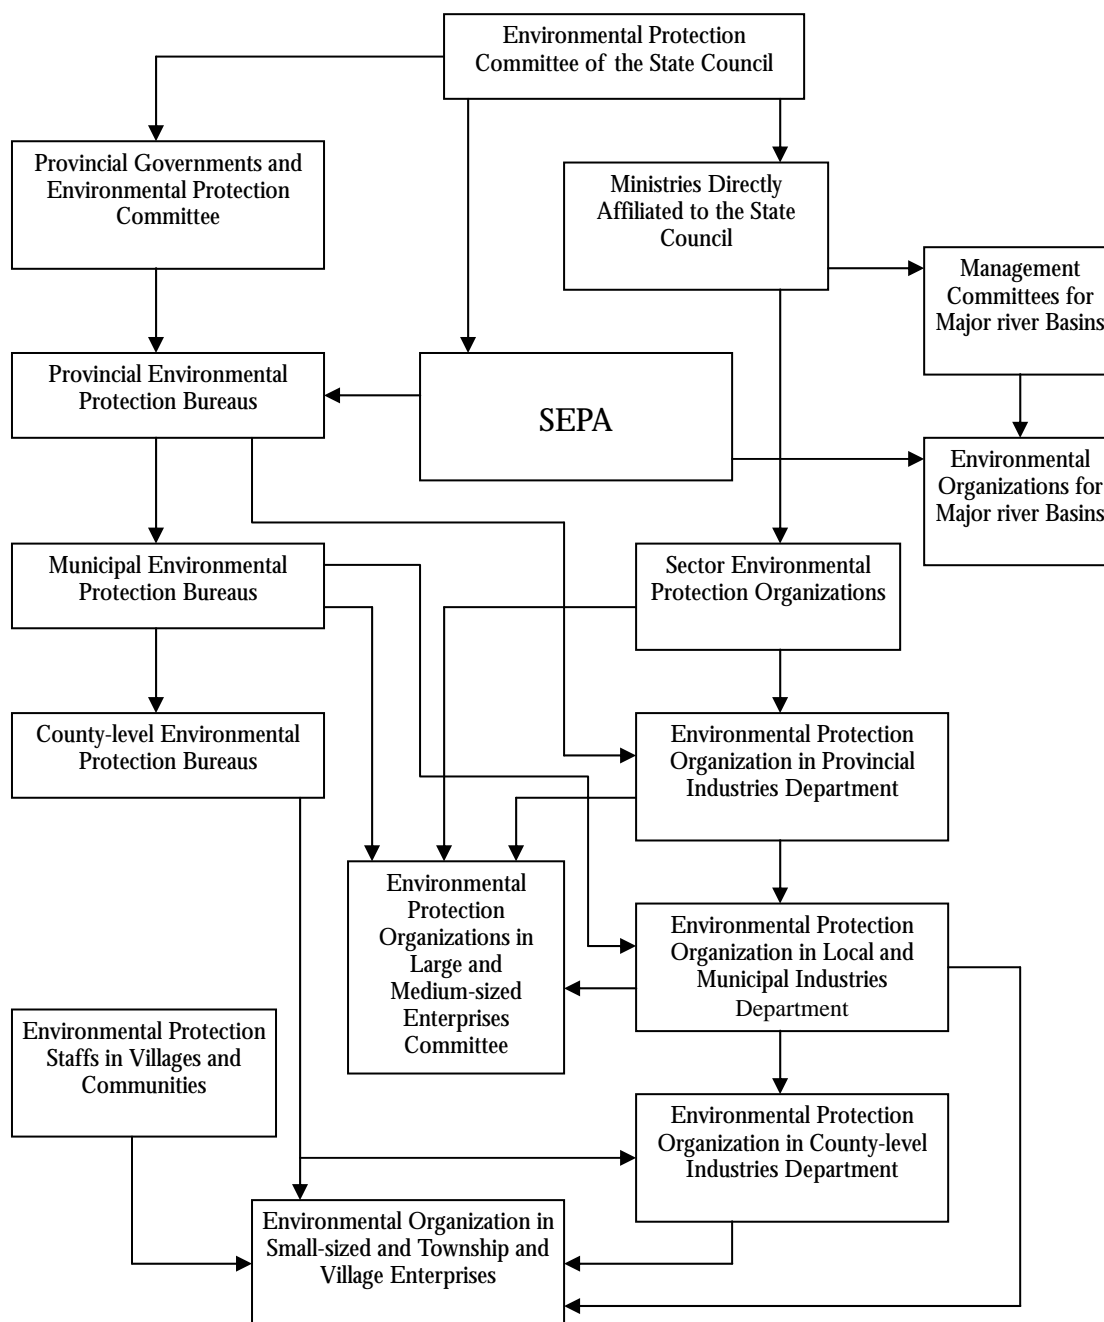 Environmental Protection
Committee of the State Council
Provincial Governments and
Environmental Protection
Committee
Ministries Directly
Affiliated to the State
Council
Management
Committees for
Major river Basins
Provincial Environmental
Protection Bureaus
SEPA
Environmental
Organizations for
Major river Basins
Municipal Environmental
Protection Bureaus
Sector Environmental
Protection Organizations
County-level Environmental
Protection Bureaus
Environmental Protection
Organization in Provincial
Industries Department
Environmental
Protection
Organizations in
Large and
Medium-sized
Enterprises
Committee
Environmental Protection
Organization in Local and
Municipal Industries
Department
Environmental Protection
Staffs in Villages and
Communities
Environmental Protection
Organization in County-level
Industries Department
Environmental Organization in
Small-sized and Township and
Village Enterprises